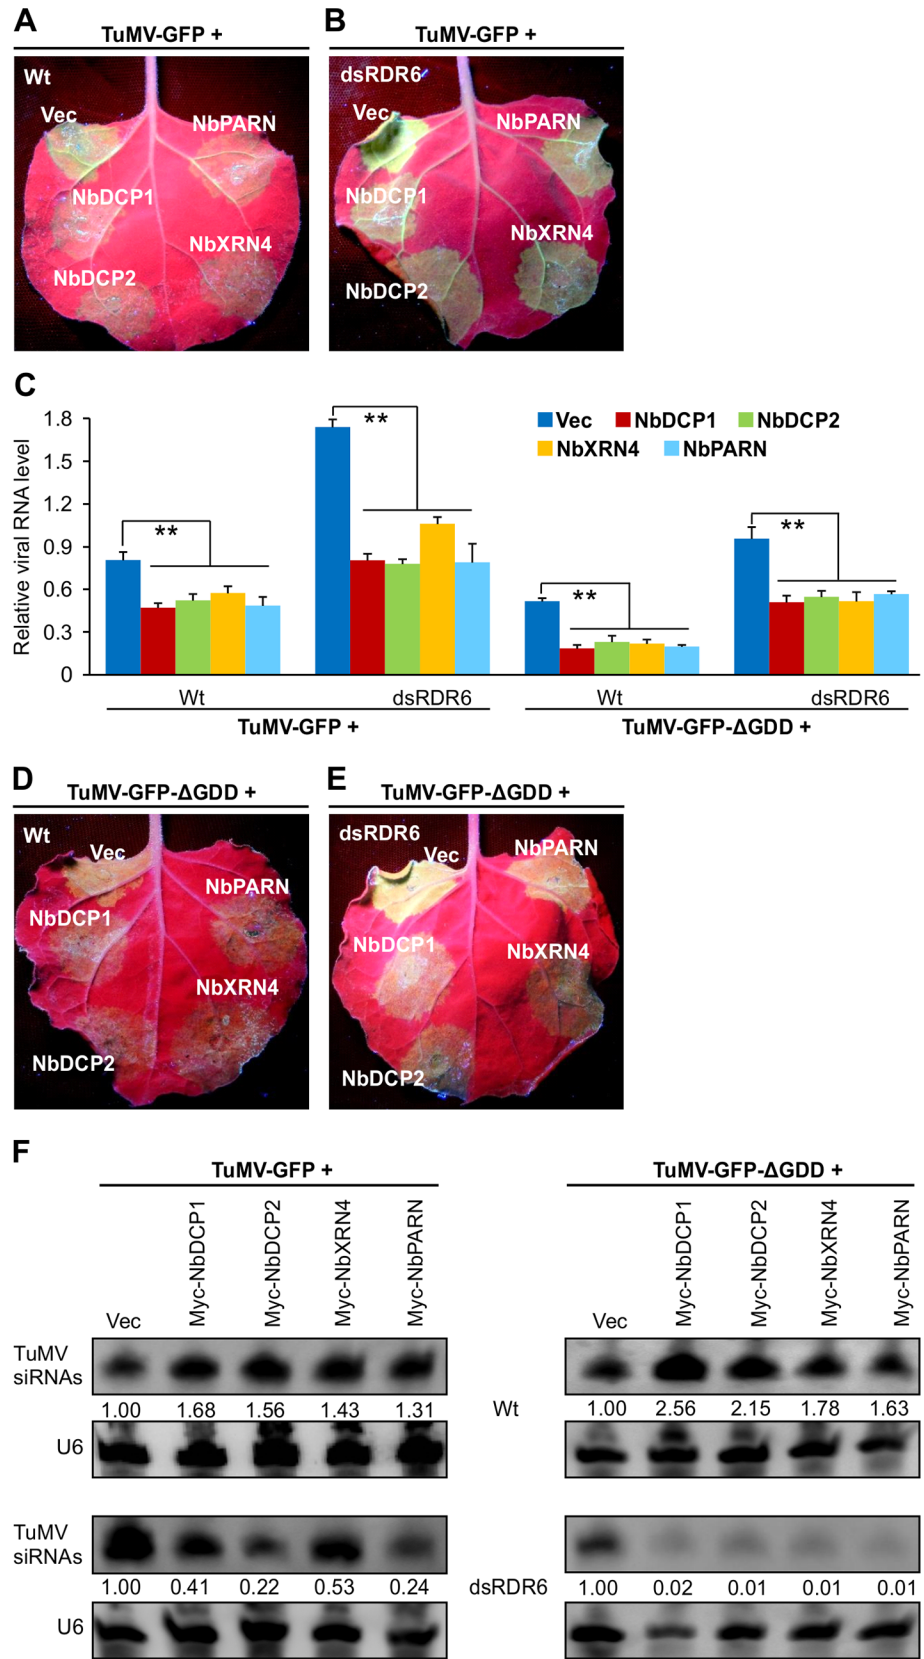 A
TuMV-GFP +
Wt
Vec
NbPARN
NbDCP1
NbXRN4
NbDCP2
B
TuMV-GFP +
dsRDR6
Vec
NbPARN
NbDCP1
NbXRN4
NbDCP2
C
Relative viral RNA level
1.8
1.5
1.2
0.9
0.6
0.3
0
**
**
**
**
Vec NbDCP1 NbDCP2
NbXRN4 NbPARN
Wt dsRDR6 Wt dsRDR6
TuMV-GFP + TuMV-GFP-ΔGDD +
D
TuMV-GFP-ΔGDD +
Wt
Vec
NbPARN
NbDCP1
NbXRN4
NbDCP2
E
TuMV-GFP-ΔGDD +
dsRDR6
Vec
NbPARN
NbDCP1
NbXRN4
NbDCP2
F
TuMV-GFP + TuMV-GFP-ΔGDD +
Vec Myc-NbDCP1 Myc-NbDCP2 Myc-NbXRN4 Myc-NbPARN Vec Myc-NbDCP1 Myc-NbDCP2 Myc-NbXRN4 Myc-NbPARN
TuMV
siRNAs
1.00 1.68 1.56 1.43 1.31 Wt 1.00 2.56 2.15 1.78 1.63
U6
TuMV
siRNAs
1.00 0.41 0.22 0.53 0.24 dsRDR6 1.00 0.02 0.01 0.01 0.01
U6